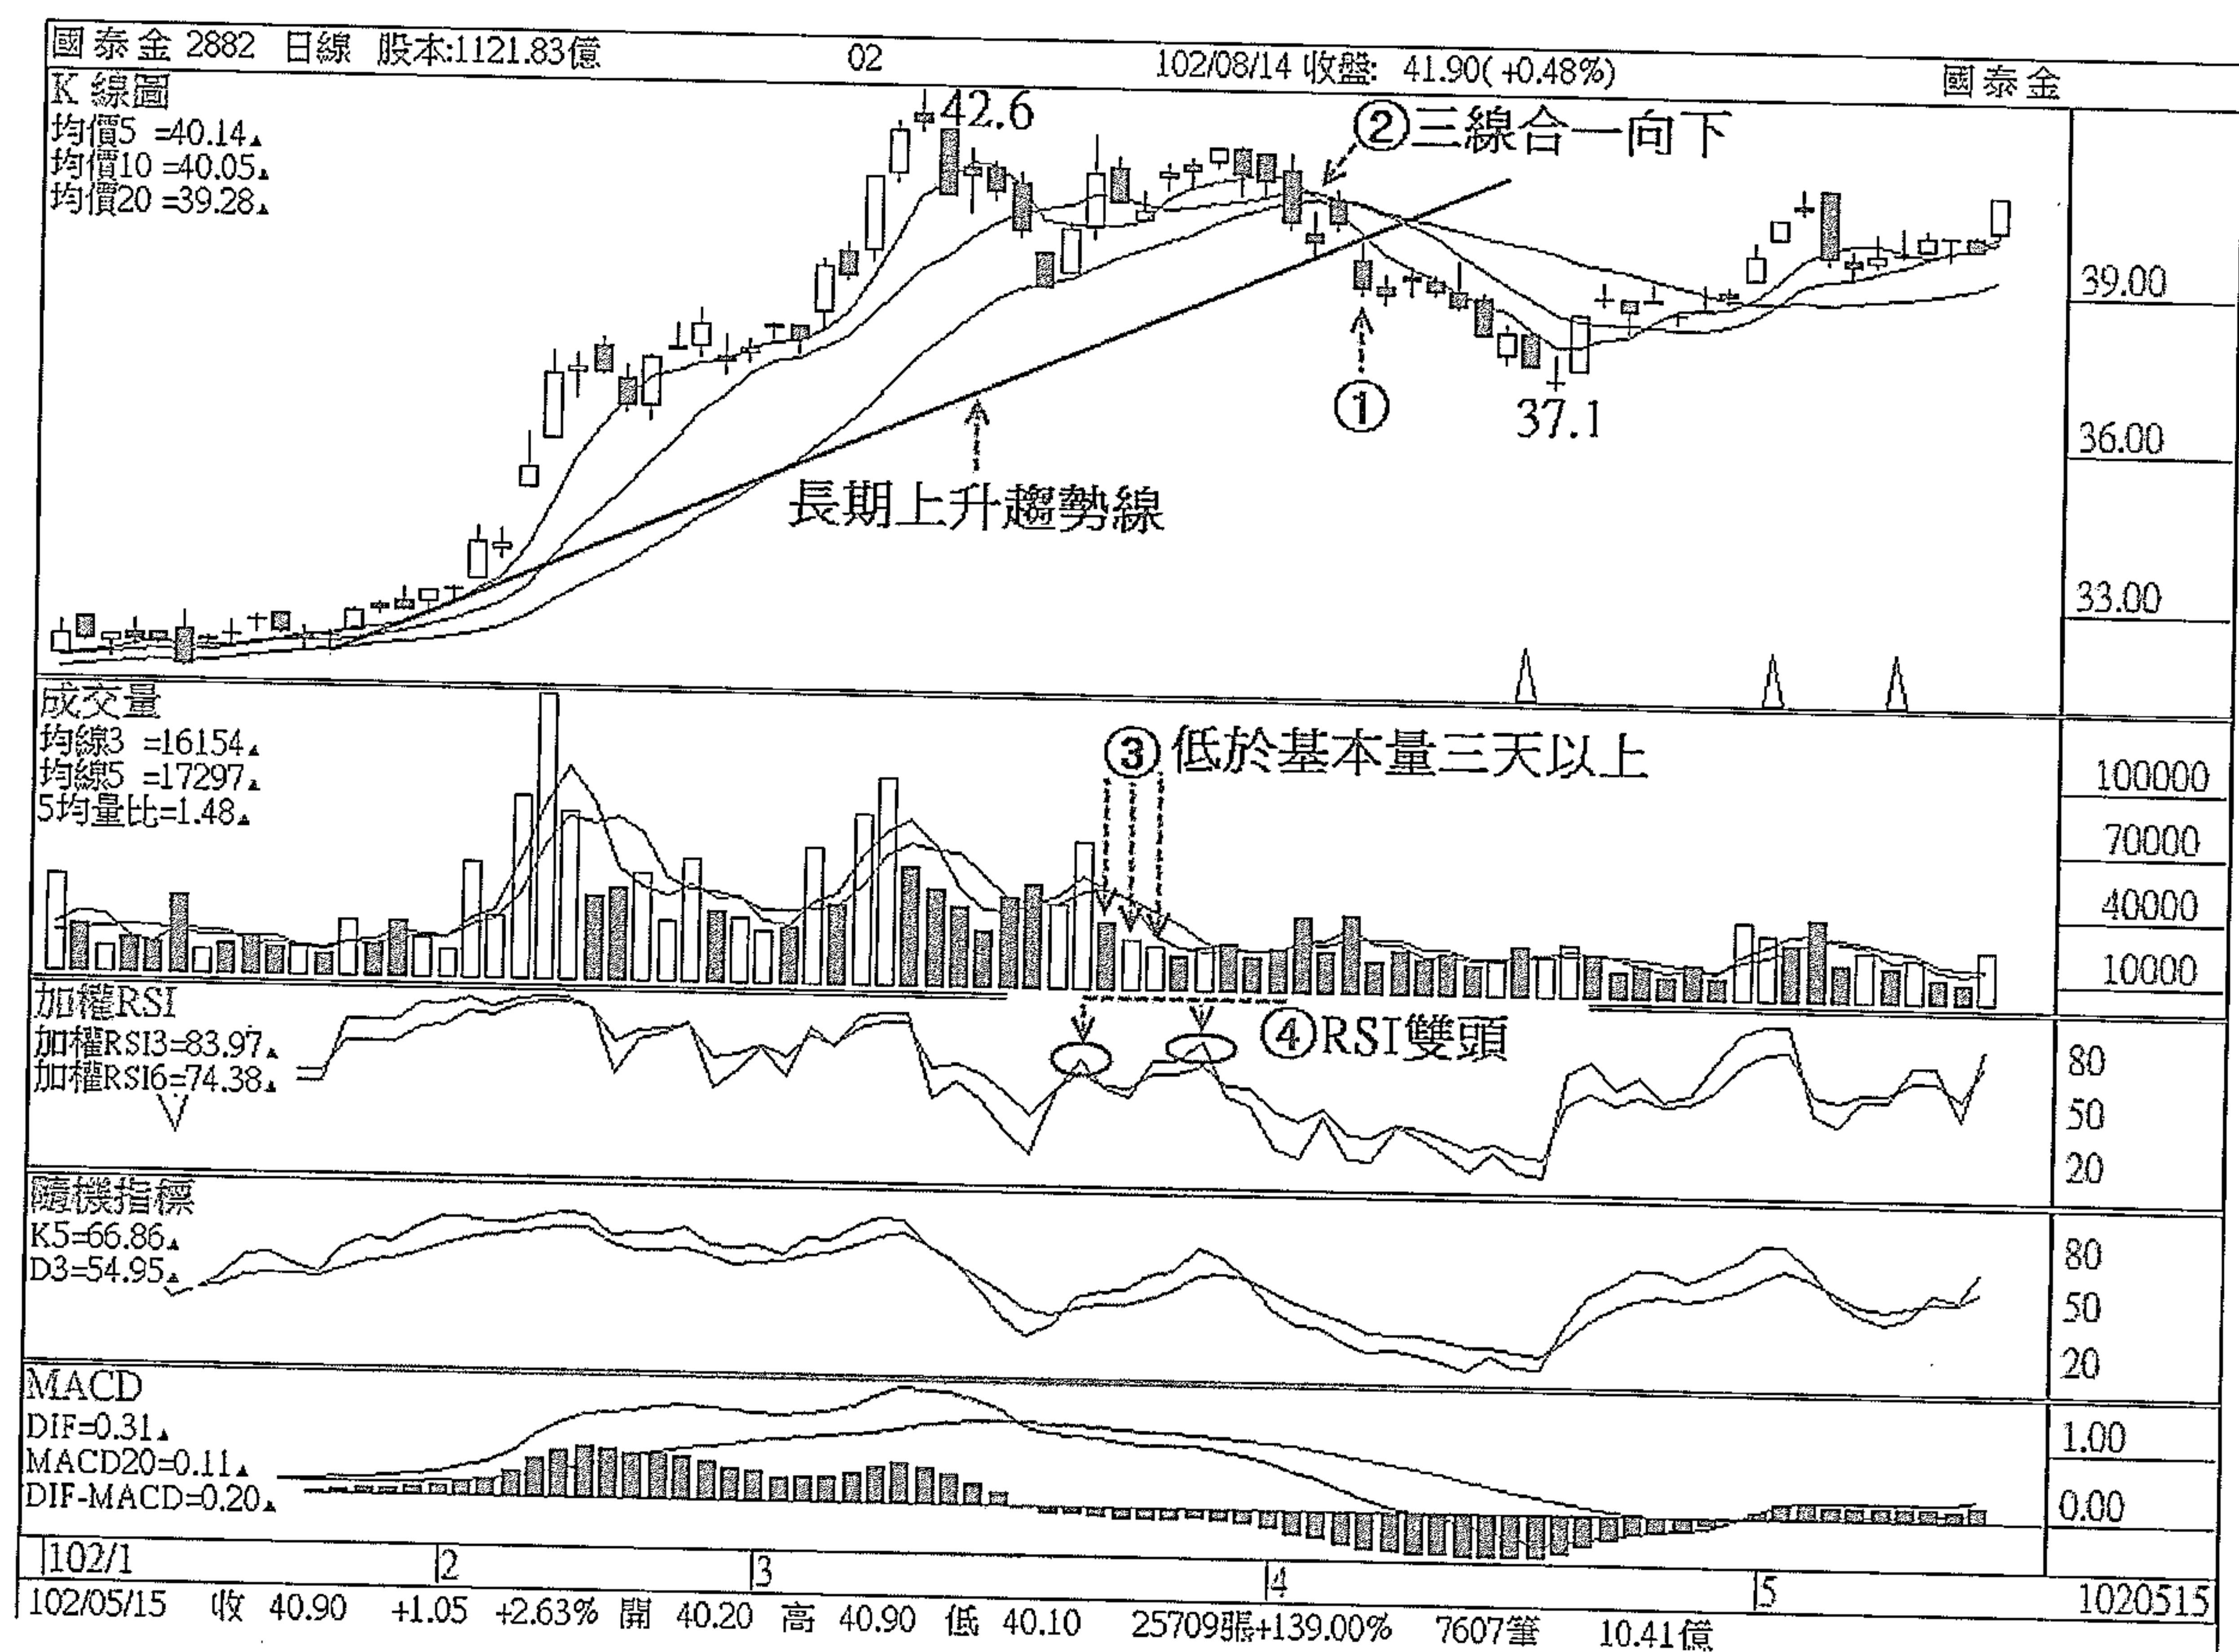 國泰金 2882 日線 股本:1121.83億 02 102/08/14 收盤: 41.90( +0.48%) 國泰金
K 線圖
均價5 =40.14▲
均價10 =40.05▲
均價20 =39.28▲
42.6
②三線合一向下
①
37.1
長期上升趨勢線
39.00
36.00
33.00
成交量
均線3 =16154▲
均線5 =17297▲
5均量比=1.48▲
③低於基本量三天以上
100000
70000
40000
10000
加權RSI
加權RSI3=83.97▲
加權RSI6=74.38▲
④RSI雙頭
80
50
20
隨機指標
K5=66.86▲
D3=54.95▲
80
50
20
MACD
DIF=0.31▲
MACD20=0.11▲
DIF-MACD=0.20▲
1.00
0.00
102/1 2 3 4 5 1020515
102/05/15 收 40.90 +1.05 +2.63% 開 40.20 高 40.90 低 40.10 25709張+139.00% 7607筆 10.41億